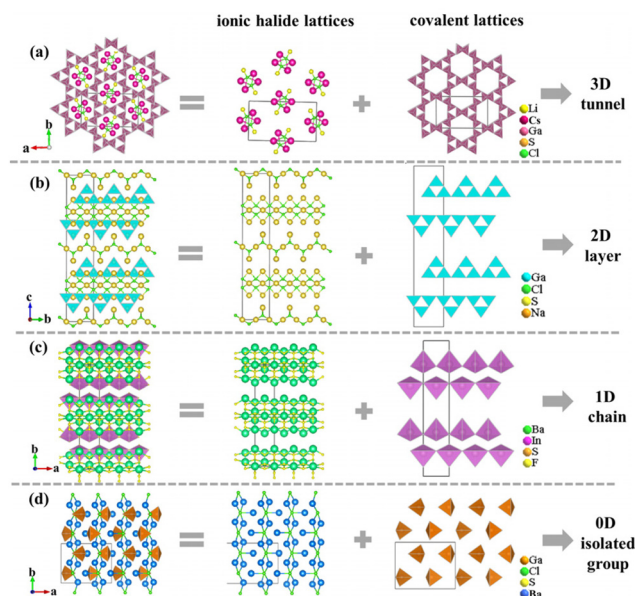 ionic halide lattices
covalent lattices
(a)
b
a
3D
tunnel
Li
Cs
Ga
S
Cl
(b)
c
b
2D
layer
Ga
Cl
S
Na
(c)
b
a
1D
chain
Ba
In
S
F
(d)
b
a
0D
isolated
group
Ga
Cl
S
Ba